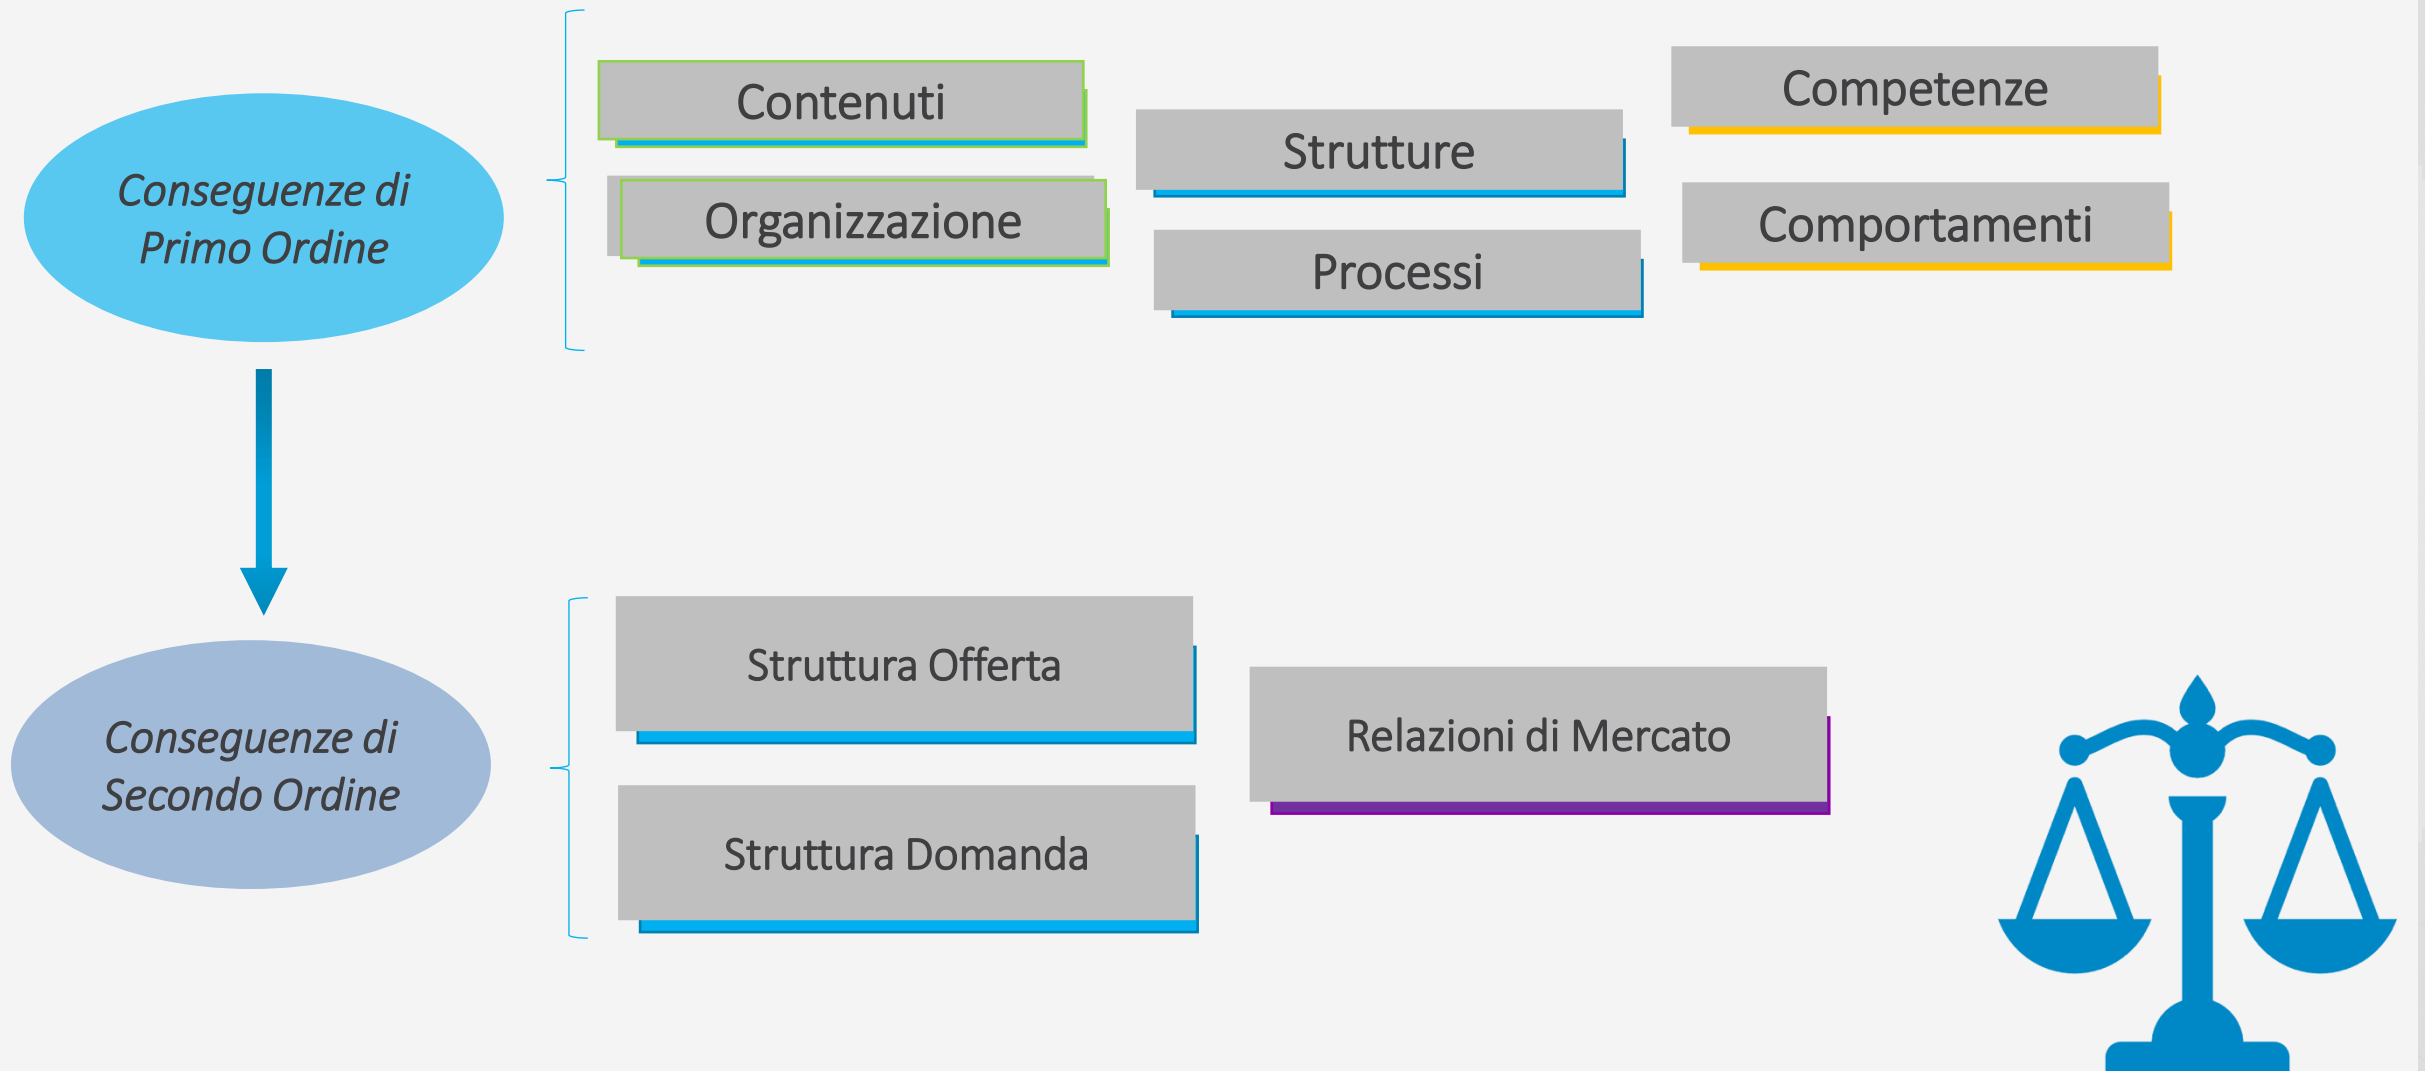 Conseguenze di
Primo Ordine
Contenuti
Organizzazione
Strutture
Processi
Competenze
Comportamenti
Conseguenze di
Secondo Ordine
Struttura Offerta
Struttura Domanda
Relazioni di Mercato